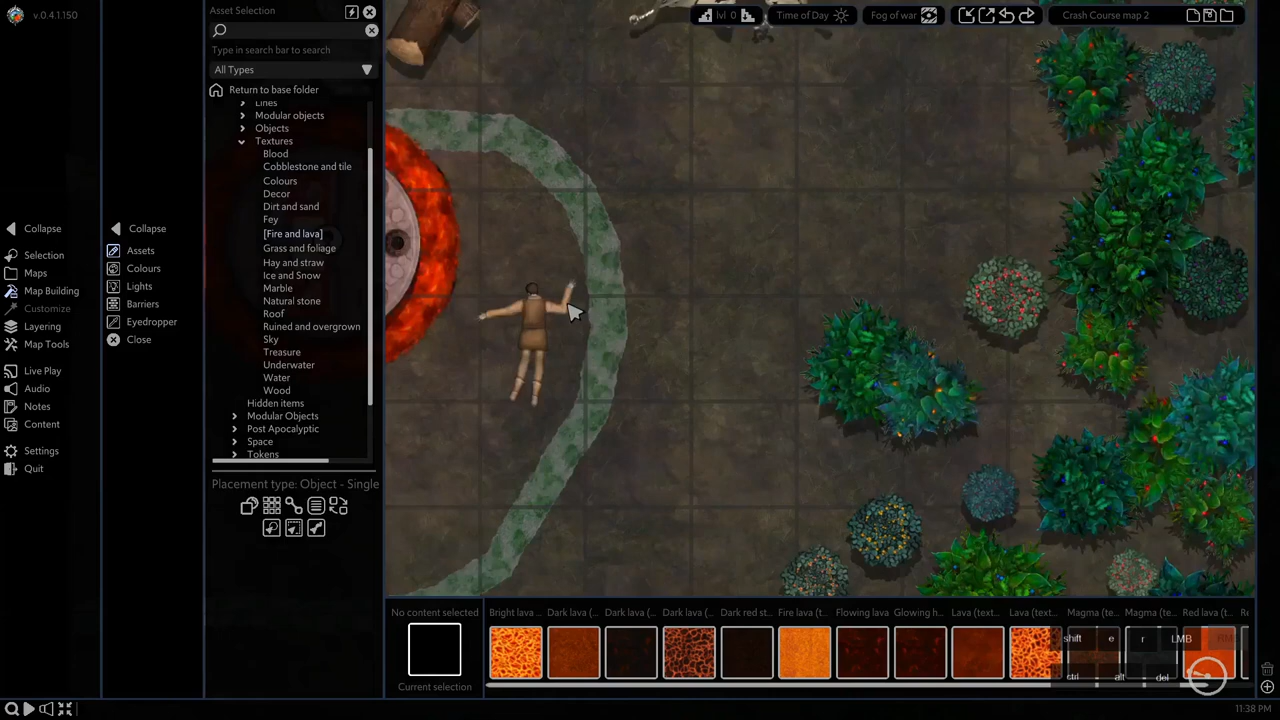 v.0.4.1.150
Asset Selection
lvl 0
Time of Day
Fog of war
Crash Course map 2
Type in search bar to search
All Types
Return to base folder
Lines
Modular objects
Objects
Textures
Blood
Cobblestone and tile
Colours
Decor
Dirt and sand
Fey
[Fire and lava]
Grass and foliage
Hay and straw
Ice and Snow
Marble
Natural stone
Roof
Ruined and overgrown
Sky
Treasure
Underwater
Water
Wood
Hidden items
Modular Objects
Post Apocalyptic
Space
Tokens
Collapse
Selection
Maps
Map Building
Customize
Layering
Map Tools
Live Play
Audio
Notes
Content
Settings
Quit
Collapse
Assets
Colours
Lights
Barriers
Eyedropper
Close
Placement type: Object - Single
No content selected
Current selection
Bright lava ...
Dark lava (...
Dark lava (...
Dark lava (...
Dark red st...
Fire lava (t...
Flowing lava
Glowing h...
Lava (text...
Lava (text...
Magma (te...
Magma (te...
Red lava (t...
shift e r LMB RMB
ctrl alt del
11:38 PM